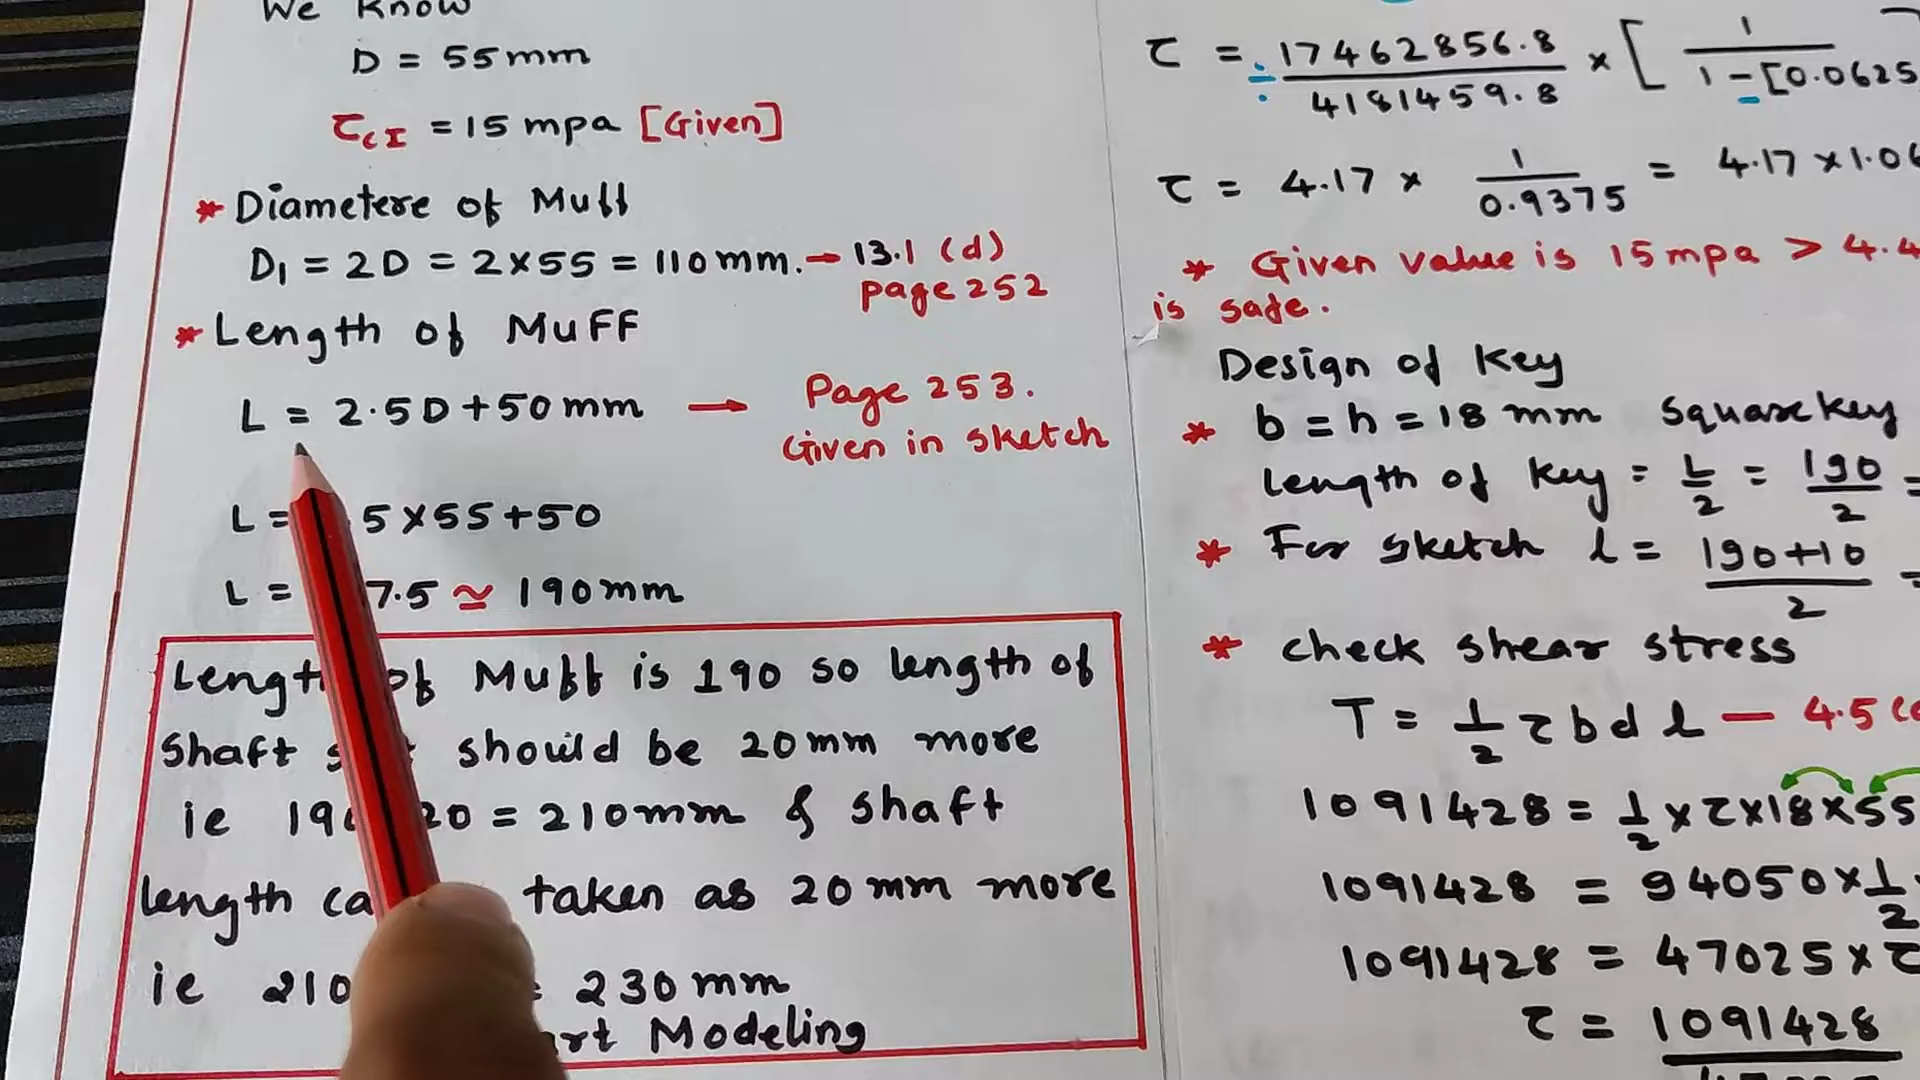 We Know
D = 55mm
τCI = 15 mpa [Given]
* Diametere of Muff
D1 = 2D = 2×55 = 110mm. → 13.1 (d)
page 252
* Length of MuFF
L = 2.5D+50mm → Page 253.
Given in sketch
L = 5×55+50
L = 7.5 ≃ 190mm
Length of Muff is 190 so length of
Shaft should be 20mm more
ie 190 20 = 210mm & shaft
length taken as 20mm more
ie 210 = 230mm
Modeling
τ = 17462856.8 / 4181459.8 × [ 1 / 1-[0.0625
τ = 4.17 × 1 / 0.9375 = 4.17 ×1.06
* Given value is 15mpa > 4.4
is safe.
Design of Key
* b = h = 18mm Square Key
Length of Key = L/2 = 190/2 =
* For sketch l = 190+10 / 2 =
* check shear stress
T = 1/2 τ b d l — 4.5
1091428 = 1/2 × τ×18×55
1091428 = 94050×1/2
1091428 = 47025×τ
τ = 1091428